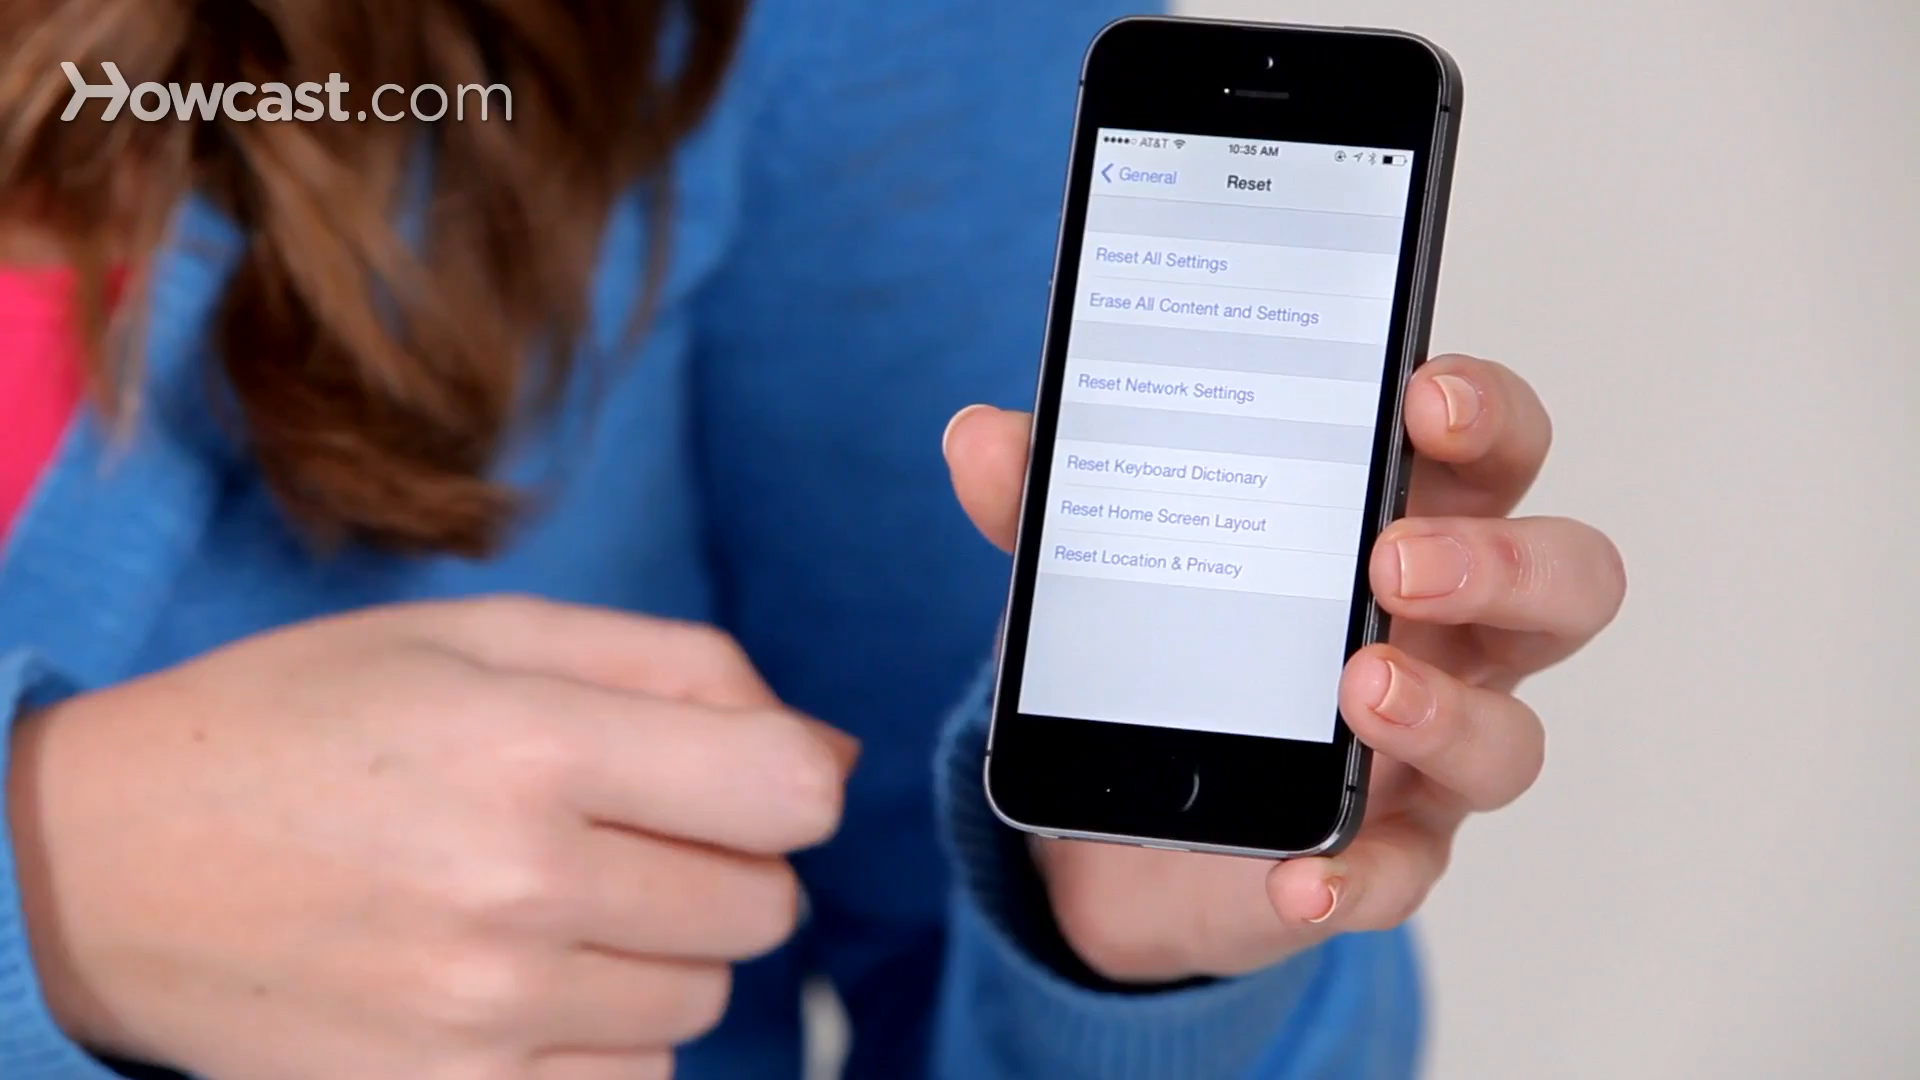 Howcast.com
AT&T 10:35 AM
General Reset
Reset All Settings
Erase All Content and Settings
Reset Network Settings
Reset Keyboard Dictionary
Reset Home Screen Layout
Reset Location & Privacy